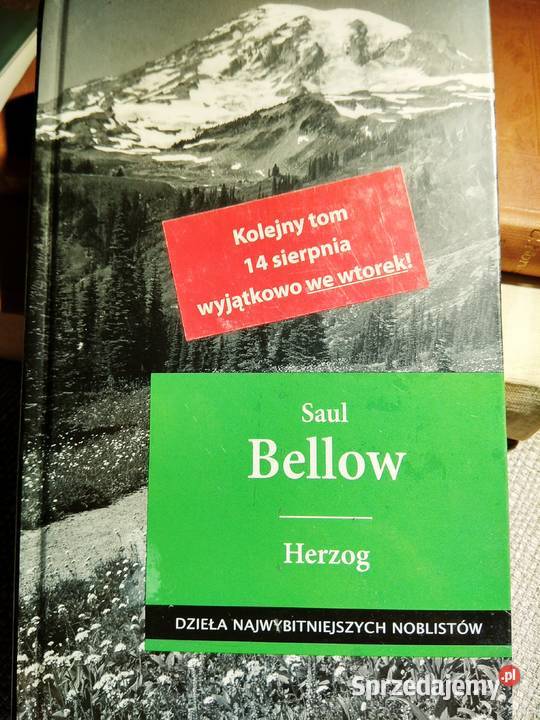 Kolejny tom
14 sierpnia
wyjątkowo we wtorek!
Saul
Bellow
Herzog
DZIEŁA NAJWYBITNIEJSZYCH NOBLISTÓW
Sprzedajemy.pl